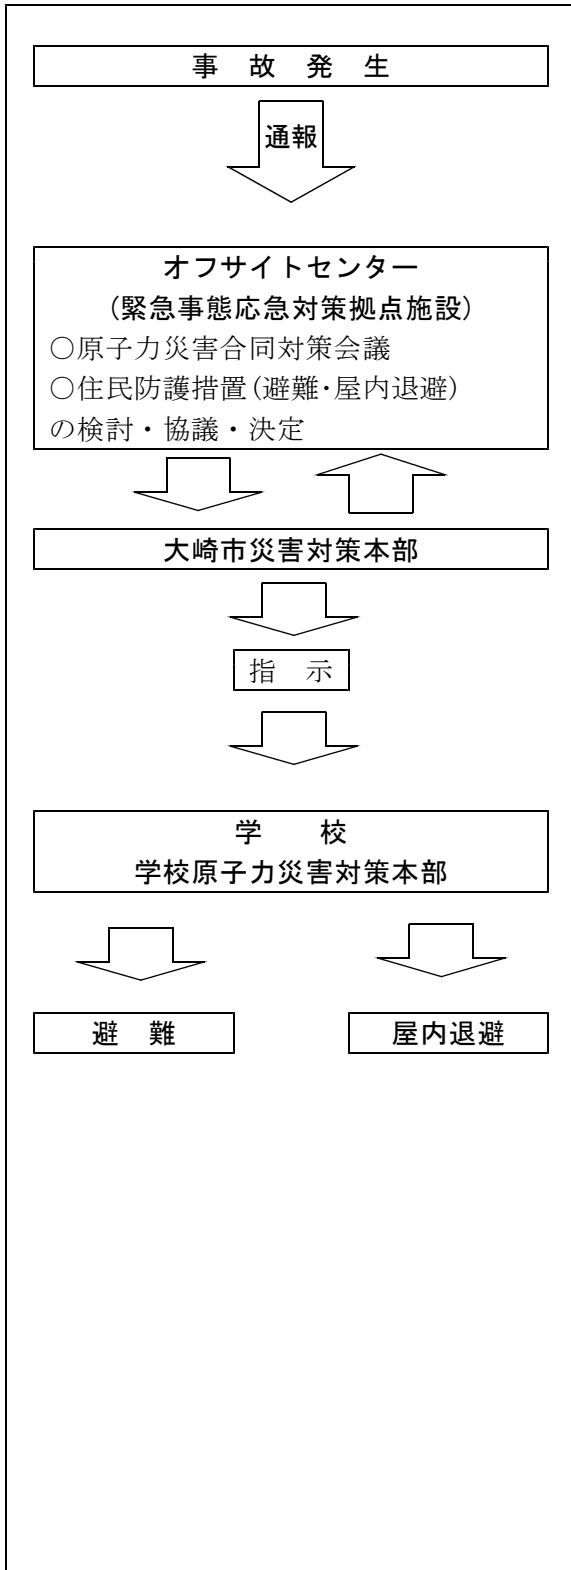 事　故　発　生
通報
オフサイトセンター
(緊急事態応急対策拠点施設)
○原子力災害合同対策会議
○住民防護措置(避難・屋内退避)
の検討・協議・決定
大崎市災害対策本部
指　示
学　　校
学校原子力災害対策本部
避　難
屋内退避